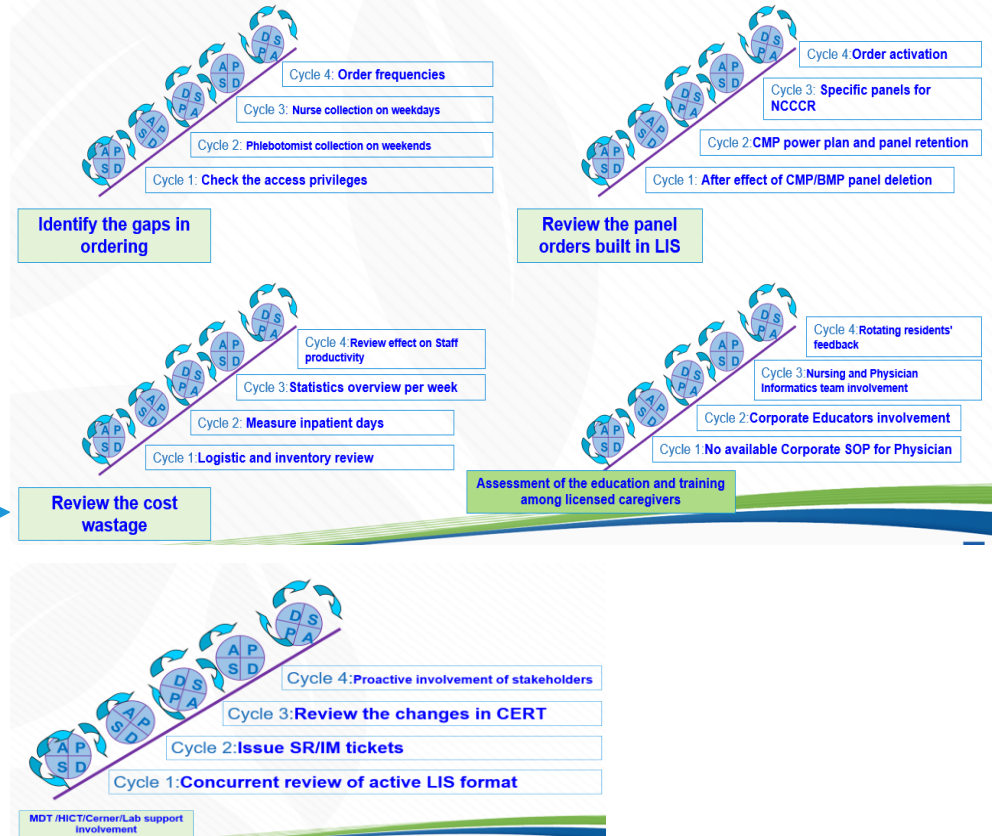 D S
P A
A P
S D
D S
P A
A P
S D
A P
S D
Cycle 4: Order frequencies
Cycle 3: Nurse collection on weekdays
Cycle 2: Phlebotomist collection on weekends
Cycle 1: Check the access privileges
Identify the gaps in
ordering
D S
P A
A P
S D
D S
P A
A P
S D
A P
S D
Cycle 4:Order activation
Cycle 3: Specific panels for
NCCCR
Cycle 2:CMP power plan and panel retention
Cycle 1: After effect of CMP/BMP panel deletion
Review the panel
orders built in LIS
D S
P A
A P
S D
D S
P A
A P
S D
A P
S D
Cycle 4:Review effect on Staff
productivity
Cycle 3:Statistics overview per week
Cycle 2: Measure inpatient days
Cycle 1:Logistic and inventory review
Review the cost
wastage
D S
P A
A P
S D
D S
P A
A P
S D
A P
S D
Cycle 4:Rotating residents'
feedback
Cycle 3:Nursing and Physician
Informatics team involvement
Cycle 2:Corporate Educators involvement
Cycle 1:No available Corporate SOP for Physician
Assessment of the education and training
among licensed caregivers
D S
P A
A P
S D
D S
P A
A P
S D
A P
S D
Cycle 4:Proactive involvement of stakeholders
Cycle 3:Review the changes in CERT
Cycle 2:Issue SR/IM tickets
Cycle 1:Concurrent review of active LIS format
MDT /HICT/Cerner/Lab support
involvement